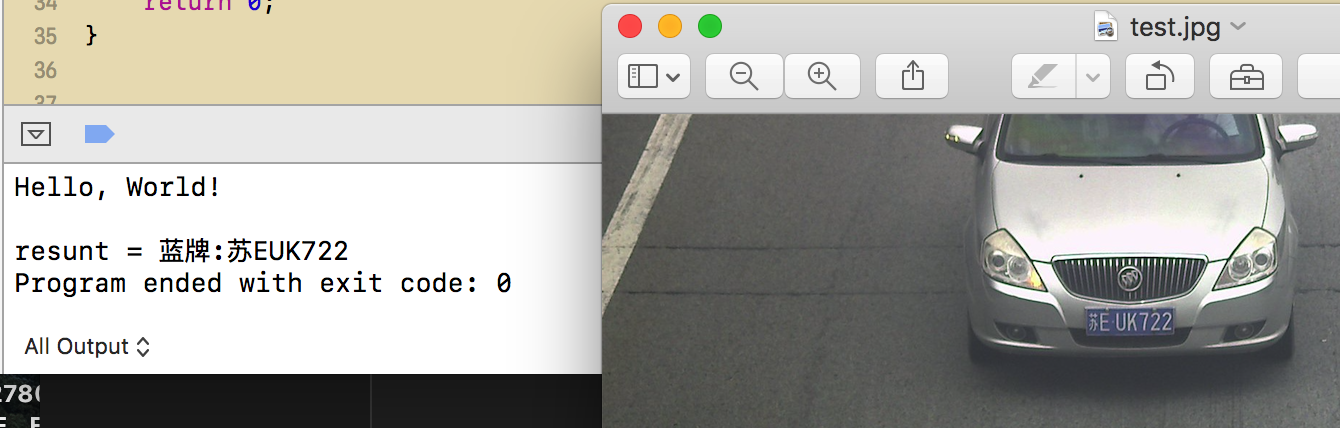 34 return 0;
35 }
36
37
Hello, World!
resunt = 蓝牌:苏EUK722
Program ended with exit code: 0
All Output
278
test.jpg
苏E·UK722